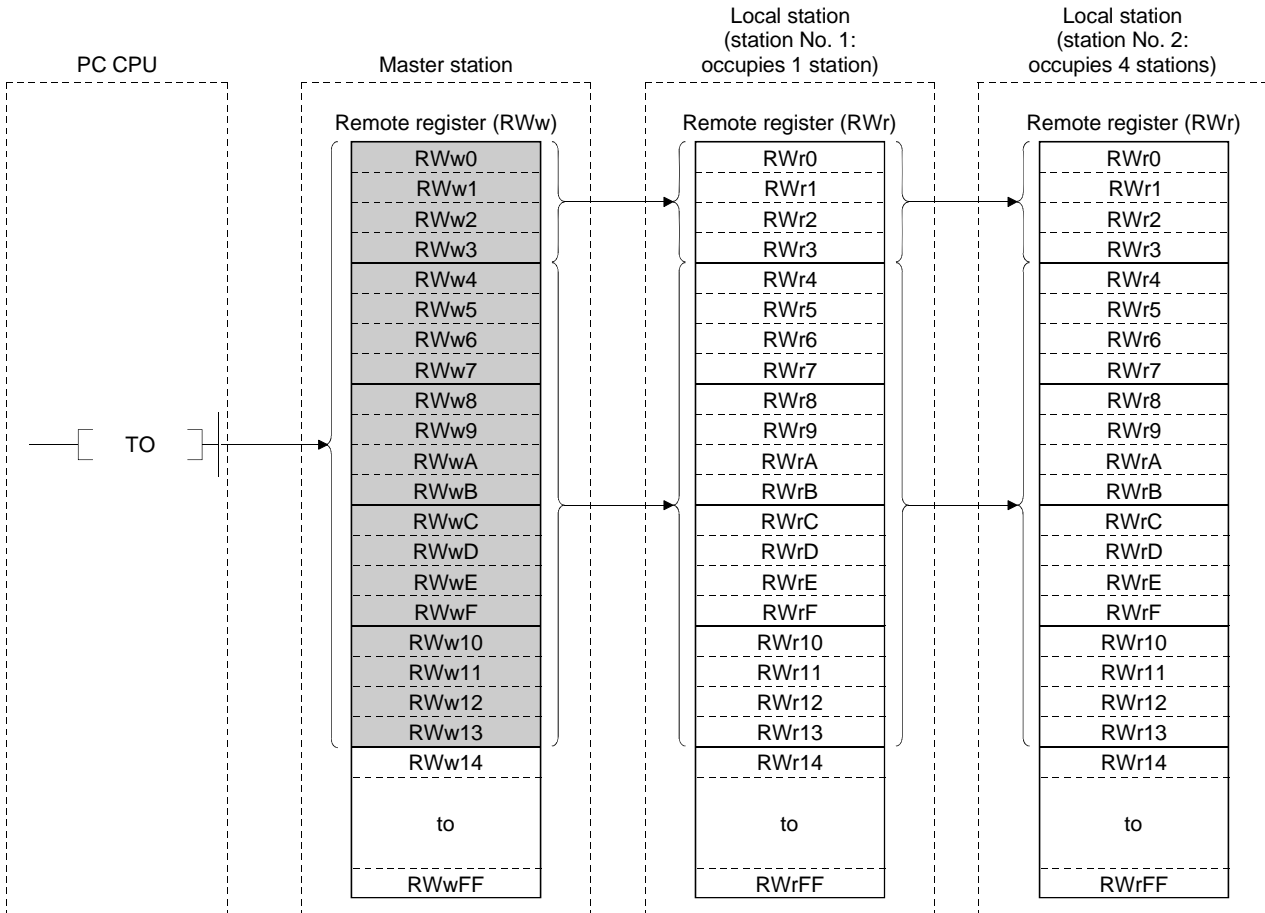 PC CPU
Master station
Local station
(station No. 1:
occupies 1 station)
Local station
(station No. 2:
occupies 4 stations)
TO
Remote register (RWw)
RWw0
RWw1
RWw2
RWw3
RWw4
RWw5
RWw6
RWw7
RWw8
RWw9
RWwA
RWwB
RWwC
RWwD
RWwE
RWwF
RWw10
RWw11
RWw12
RWw13
RWw14
to
RWwFF
Remote register (RWr)
RWr0
RWr1
RWr2
RWr3
RWr4
RWr5
RWr6
RWr7
RWr8
RWr9
RWrA
RWrB
RWrC
RWrD
RWrE
RWrF
RWr10
RWr11
RWr12
RWr13
RWr14
to
RWrFF
Remote register (RWr)
RWr0
RWr1
RWr2
RWr3
RWr4
RWr5
RWr6
RWr7
RWr8
RWr9
RWrA
RWrB
RWrC
RWrD
RWrE
RWrF
RWr10
RWr11
RWr12
RWr13
RWr14
to
RWrFF